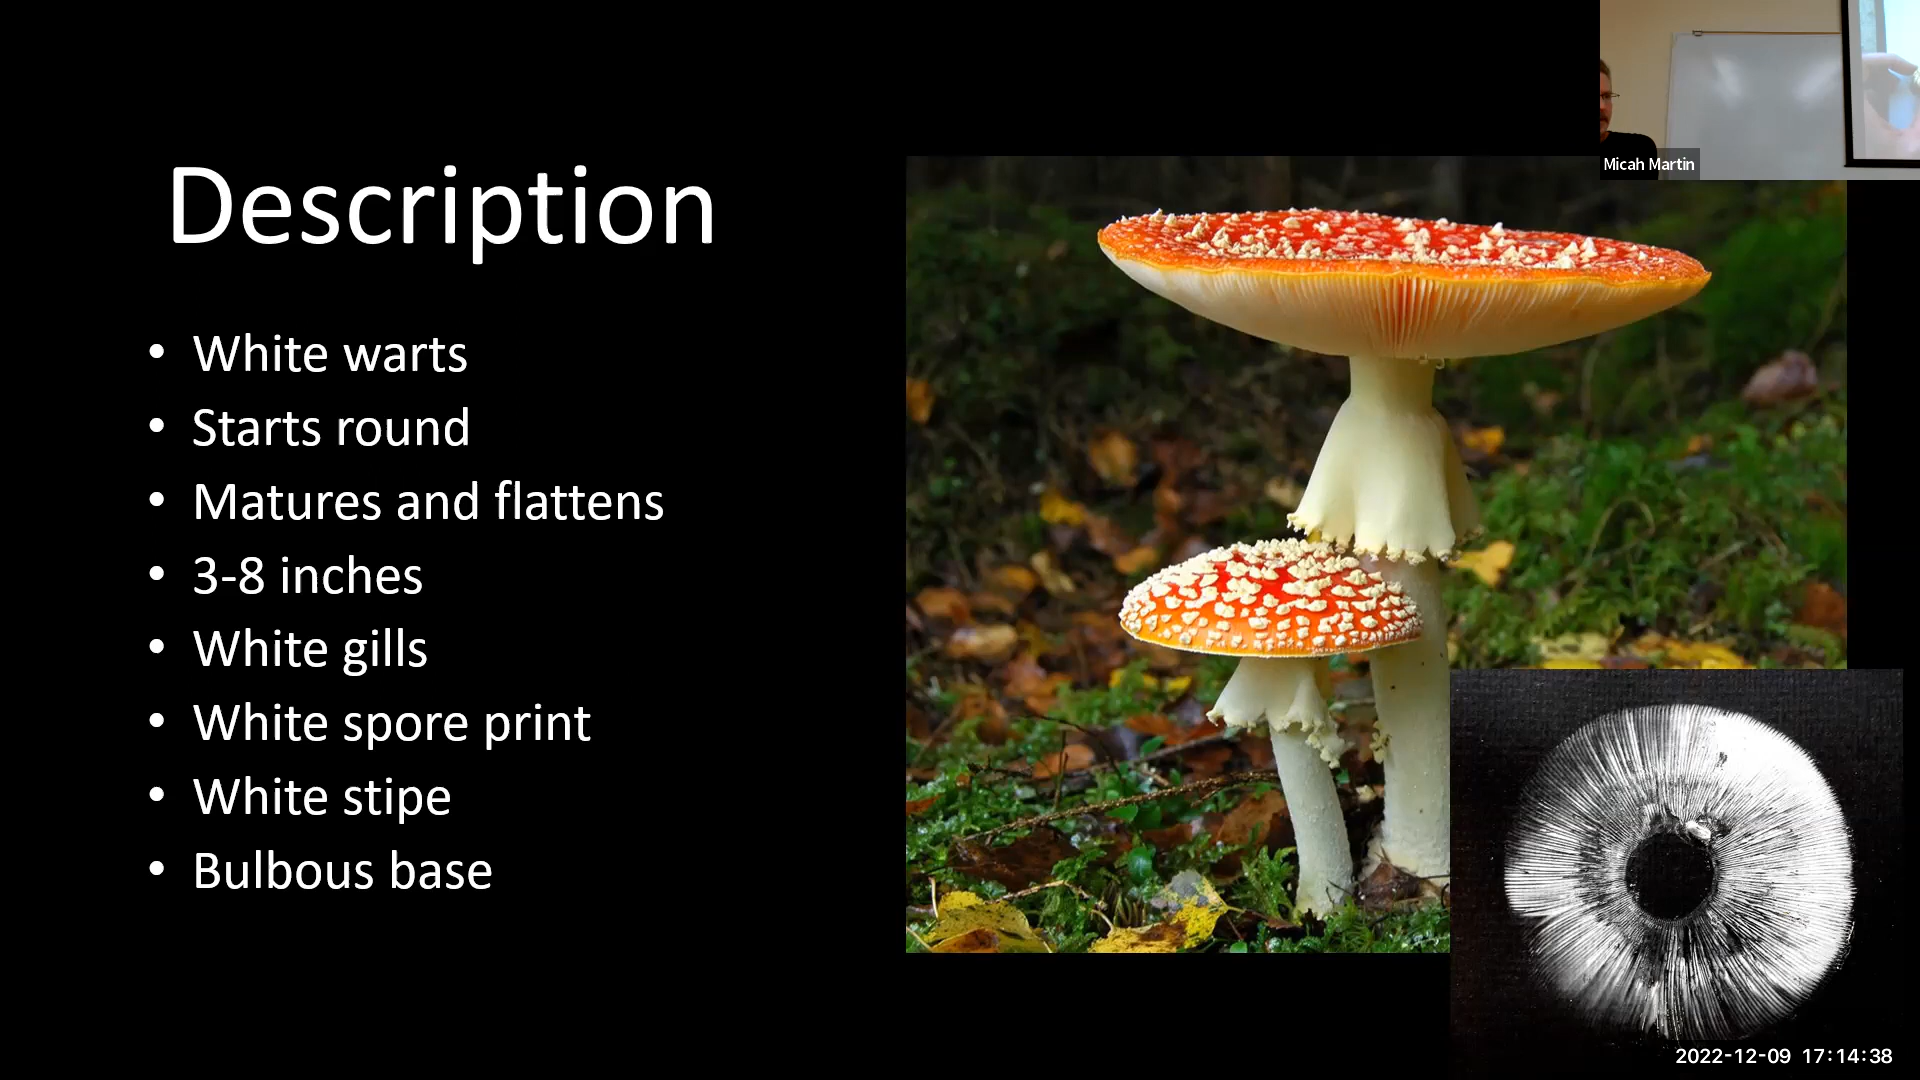 Micah Martin
Description
• White warts
• Starts round
• Matures and flattens
• 3-8 inches
• White gills
• White spore print
• White stipe
• Bulbous base
2022-12-09 17:14:38